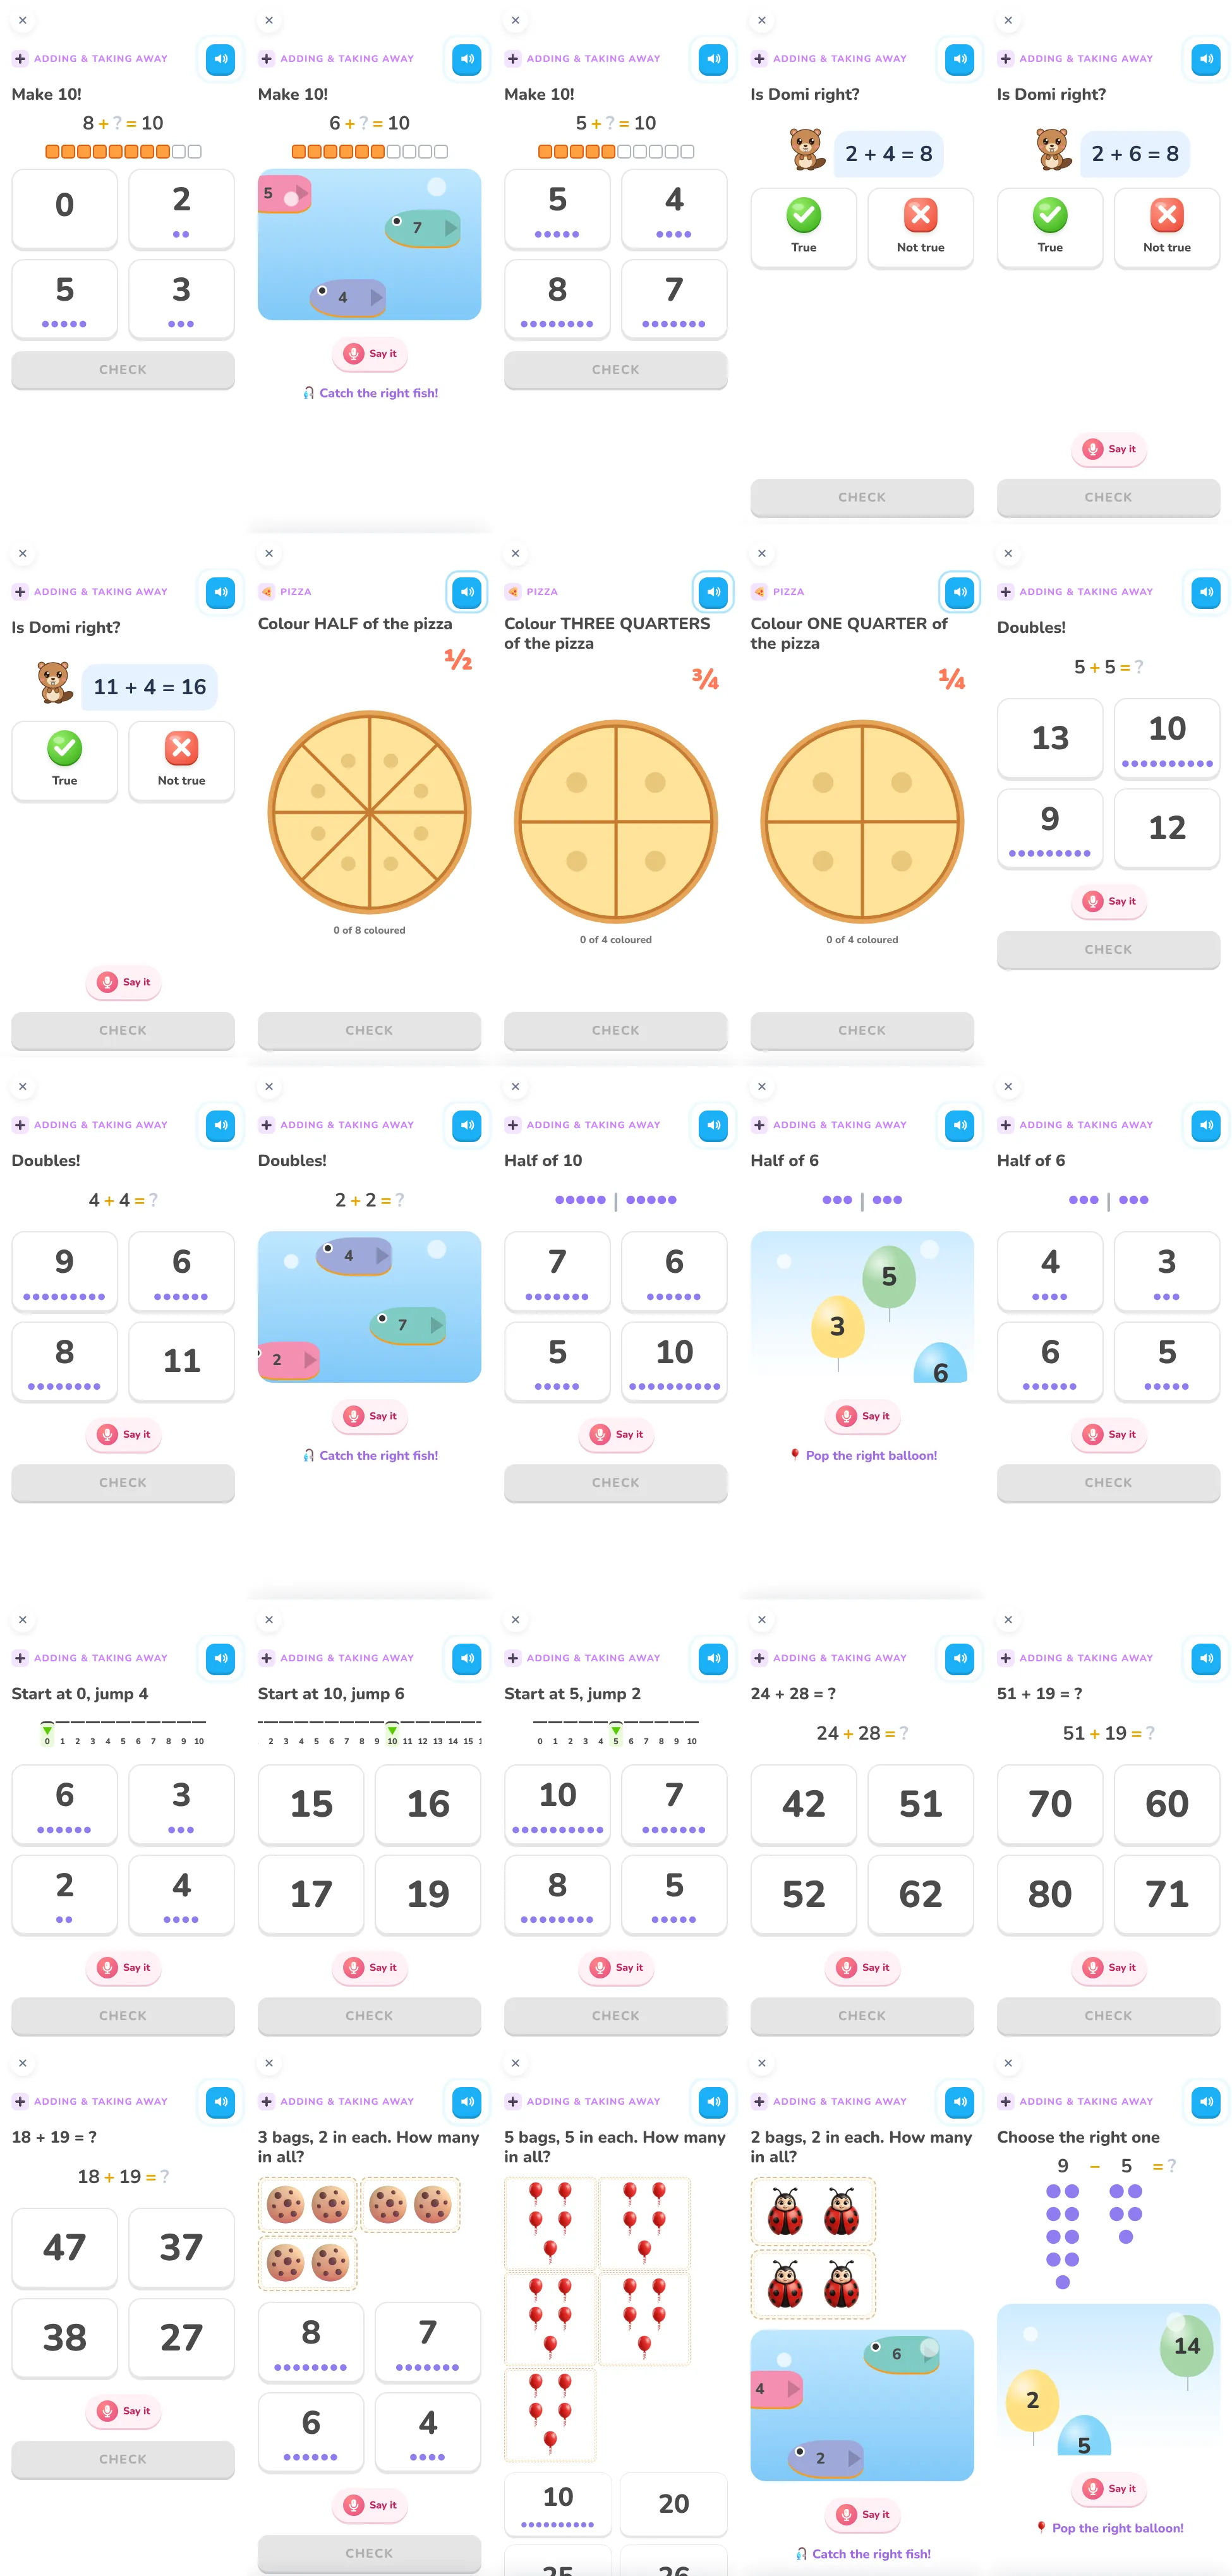 ADDING & TAKING AWAY
Make 10!
8 + ? = 10
0
2
5
3
CHECK
ADDING & TAKING AWAY
Make 10!
6 + ? = 10
5
7
4
Say it
Catch the right fish!
ADDING & TAKING AWAY
Make 10!
5 + ? = 10
5
4
8
7
CHECK
ADDING & TAKING AWAY
Is Domi right?
2 + 4 = 8
True
Not true
CHECK
ADDING & TAKING AWAY
Is Domi right?
2 + 6 = 8
True
Not true
Say it
CHECK
ADDING & TAKING AWAY
Is Domi right?
11 + 4 = 16
True
Not true
Say it
CHECK
PIZZA
Colour HALF of the pizza
½
0 of 8 coloured
CHECK
PIZZA
Colour THREE QUARTERS
of the pizza
¾
0 of 4 coloured
CHECK
PIZZA
Colour ONE QUARTER of
the pizza
¼
0 of 4 coloured
CHECK
ADDING & TAKING AWAY
Doubles!
5 + 5 = ?
13
10
9
12
Say it
CHECK
ADDING & TAKING AWAY
Doubles!
4 + 4 = ?
9
6
8
11
Say it
CHECK
ADDING & TAKING AWAY
Doubles!
2 + 2 = ?
4
7
2
Say it
Catch the right fish!
ADDING & TAKING AWAY
Half of 10
7
6
5
10
Say it
CHECK
ADDING & TAKING AWAY
Half of 6
5
3
6
Say it
Pop the right balloon!
ADDING & TAKING AWAY
Half of 6
4
3
6
5
Say it
CHECK
ADDING & TAKING AWAY
Start at 0, jump 4
0 1 2 3 4 5 6 7 8 9 10
6
3
2
4
Say it
CHECK
ADDING & TAKING AWAY
Start at 10, jump 6
2 3 4 5 6 7 8 9 10 11 12 13 14 15
15
16
17
19
Say it
CHECK
ADDING & TAKING AWAY
Start at 5, jump 2
0 1 2 3 4 5 6 7 8 9 10
10
7
8
5
Say it
CHECK
ADDING & TAKING AWAY
24 + 28 = ?
24 + 28 = ?
42
51
52
62
Say it
CHECK
ADDING & TAKING AWAY
51 + 19 = ?
51 + 19 = ?
70
60
80
71
Say it
CHECK
ADDING & TAKING AWAY
18 + 19 = ?
18 + 19 = ?
47
37
38
27
Say it
CHECK
ADDING & TAKING AWAY
3 bags, 2 in each. How many
in all?
8
7
6
4
Say it
CHECK
ADDING & TAKING AWAY
5 bags, 5 in each. How many
in all?
10
20
ADDING & TAKING AWAY
2 bags, 2 in each. How many
in all?
6
4
2
Say it
Catch the right fish!
ADDING & TAKING AWAY
Choose the right one
9 - 5 = ?
14
2
5
Say it
Pop the right balloon!